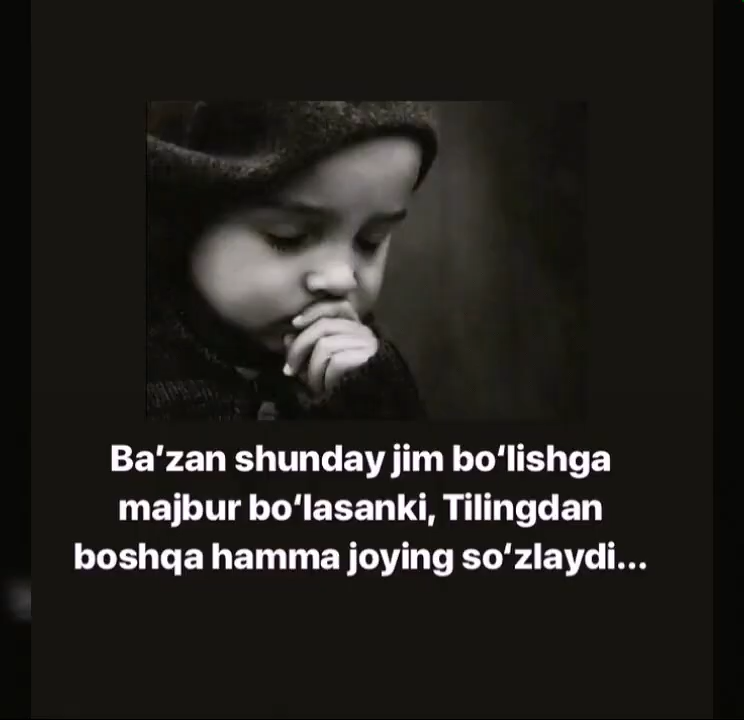 Ba’zan shunday jim bo‘lishga
majbur bo‘lasanki, Tilingdan
boshqa hamma joying so‘zlaydi...